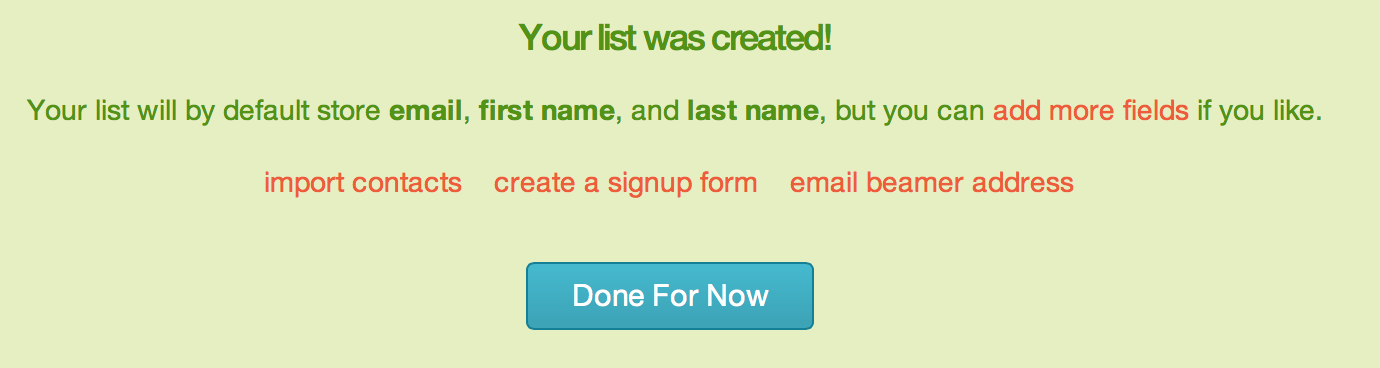 Your list was created!
Your list will by default store email, first name, and last name, but you can add more fields if you like.
import contacts create a signup form email beamer address
Done For Now